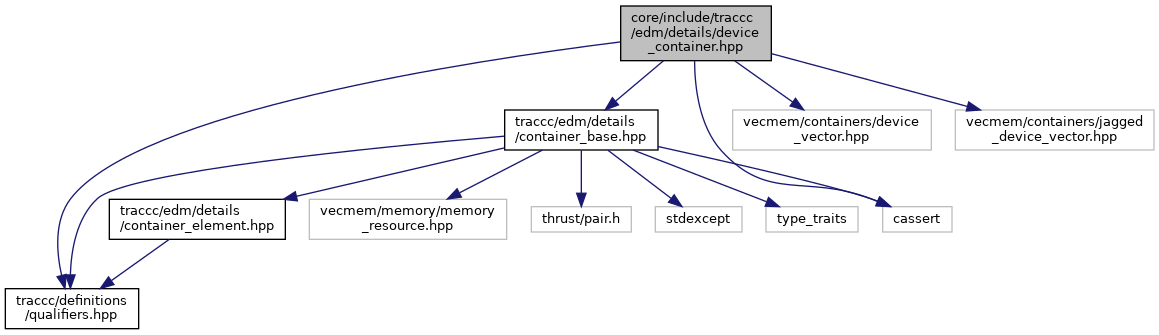 core/include/traccc
/edm/details/device
_container.hpp
traccc/edm/details
/container_base.hpp
vecmem/containers/device
_vector.hpp
vecmem/containers/jagged
_device_vector.hpp
traccc/edm/details
/container_element.hpp
vecmem/memory/memory
_resource.hpp
thrust/pair.h
stdexcept
type_traits
cassert
traccc/definitions
/qualifiers.hpp